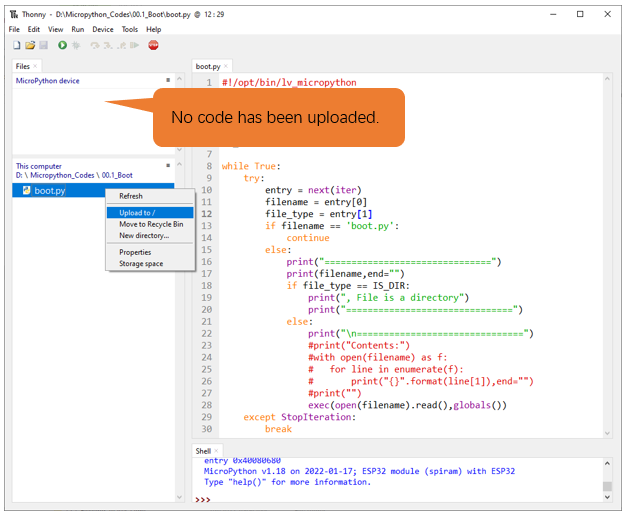 Thonny - D:\Micropython_Codes\00.1_Boot\boot.py @ 12 : 29
File Edit View Run Device Tools Help
STOP
Files ×
MicroPython device
This computer
D: \ Micropython_Codes \ 00.1_Boot
boot.py
Refresh
Upload to /
Move to Recycle Bin
New directory...
Properties
Storage space
No code has been uploaded.
boot.py ×
1 #!/opt/bin/lv_micropython
7
8 while True:
9     try:
10         entry = next(iter)
11         filename = entry[0]
12         file_type = entry[1]
13         if filename == 'boot.py':
14             continue
15         else:
16             print("===============================")
17             print(filename,end="")
18             if file_type == IS_DIR:
19                 print(", File is a directory")
20                 print("===============================")
21             else:
22                 print("\n===============================")
23                 #print("Contents:")
24                 #with open(filename) as f:
25                 #   for line in enumerate(f):
26                 #       print("{}".format(line[1]),end="")
27                 #print("")
28                 exec(open(filename).read(),globals())
29     except StopIteration:
30         break
Shell ×
entry 0x40080680
MicroPython v1.18 on 2022-01-17; ESP32 module (spiram) with ESP32
Type "help()" for more information.
>>>